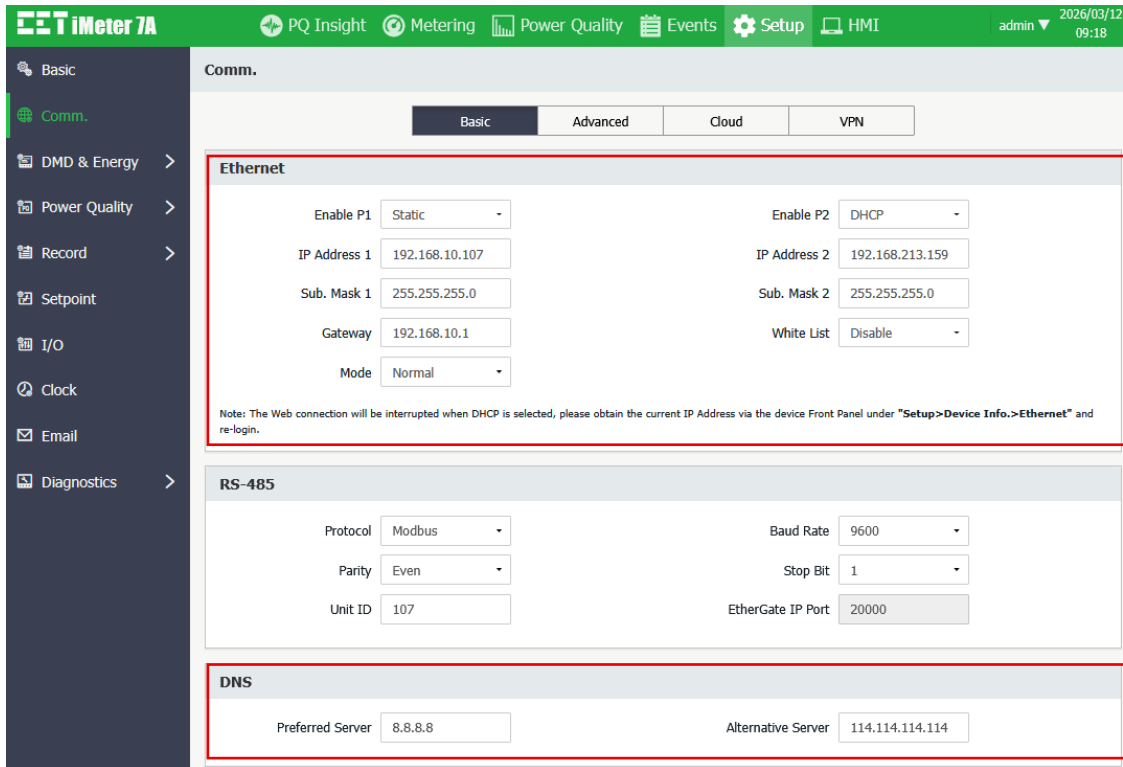 CET iMeter 7A
PQ Insight Metering Power Quality Events Setup HMI
admin ▼
2026/03/12
09:18
Basic
Comm.
DMD & Energy
Power Quality
Record
Setpoint
I/O
Clock
Email
Diagnostics
Comm.
Basic Advanced Cloud VPN
Ethernet
Enable P1 Static Enable P2 DHCP
IP Address 1 192.168.10.107 IP Address 2 192.168.213.159
Sub. Mask 1 255.255.255.0 Sub. Mask 2 255.255.255.0
Gateway 192.168.10.1 White List Disable
Mode Normal
Note: The Web connection will be interrupted when DHCP is selected, please obtain the current IP Address via the device Front Panel under "Setup>Device Info.>Ethernet" and
re-login.
RS-485
Protocol Modbus Baud Rate 9600
Parity Even Stop Bit 1
Unit ID 107 EtherGate IP Port 20000
DNS
Preferred Server 8.8.8.8 Alternative Server 114.114.114.114